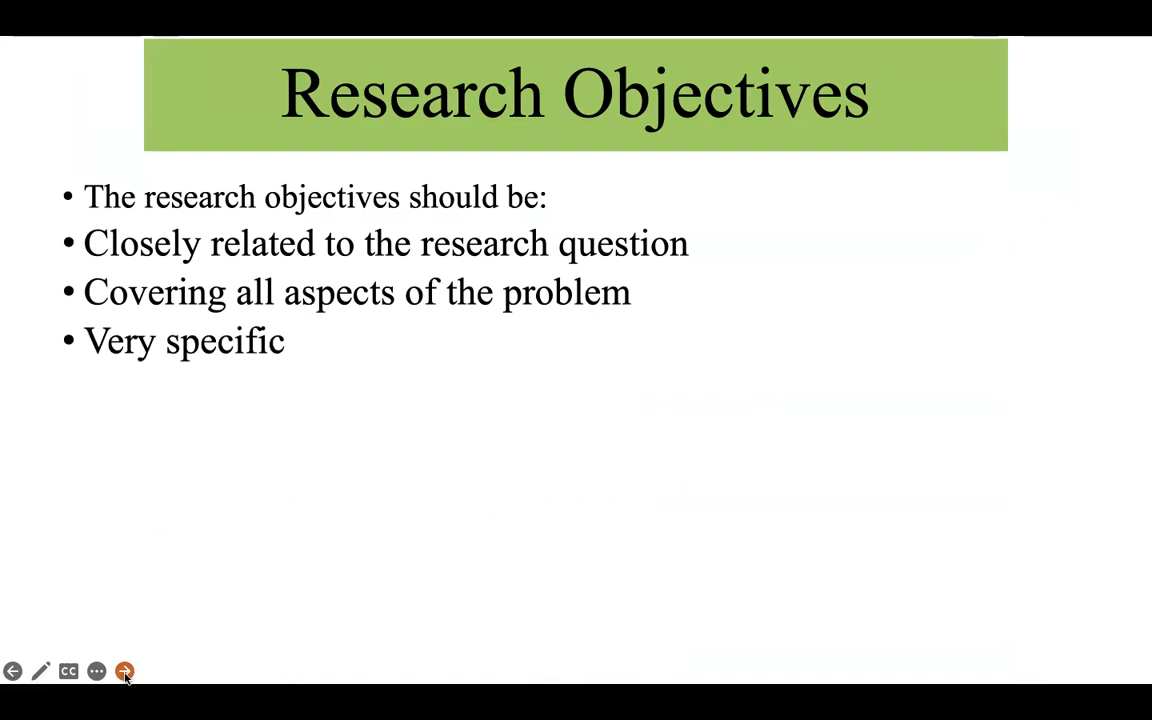 Research Objectives
• The research objectives should be:
• Closely related to the research question
• Covering all aspects of the problem
• Very specific
CC